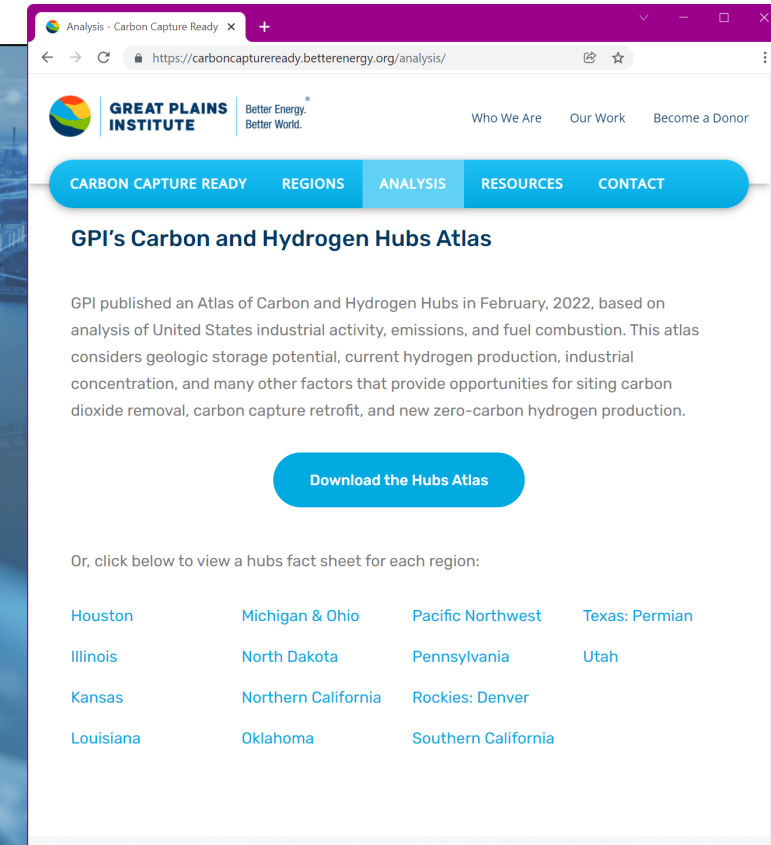 Analysis - Carbon Capture Ready
https://carboncaptureready.betterenergy.org/analysis/
GREAT PLAINS INSTITUTE
Better Energy.
Better World.
®
Who We Are Our Work Become a Donor
CARBON CAPTURE READY REGIONS ANALYSIS RESOURCES CONTACT
GPI’s Carbon and Hydrogen Hubs Atlas
GPI published an Atlas of Carbon and Hydrogen Hubs in February, 2022, based on
analysis of United States industrial activity, emissions, and fuel combustion. This atlas
considers geologic storage potential, current hydrogen production, industrial
concentration, and many other factors that provide opportunities for siting carbon
dioxide removal, carbon capture retrofit, and new zero-carbon hydrogen production.
Download the Hubs Atlas
Or, click below to view a hubs fact sheet for each region:
Houston Michigan & Ohio Pacific Northwest Texas: Permian
Illinois North Dakota Pennsylvania Utah
Kansas Northern California Rockies: Denver
Louisiana Oklahoma Southern California